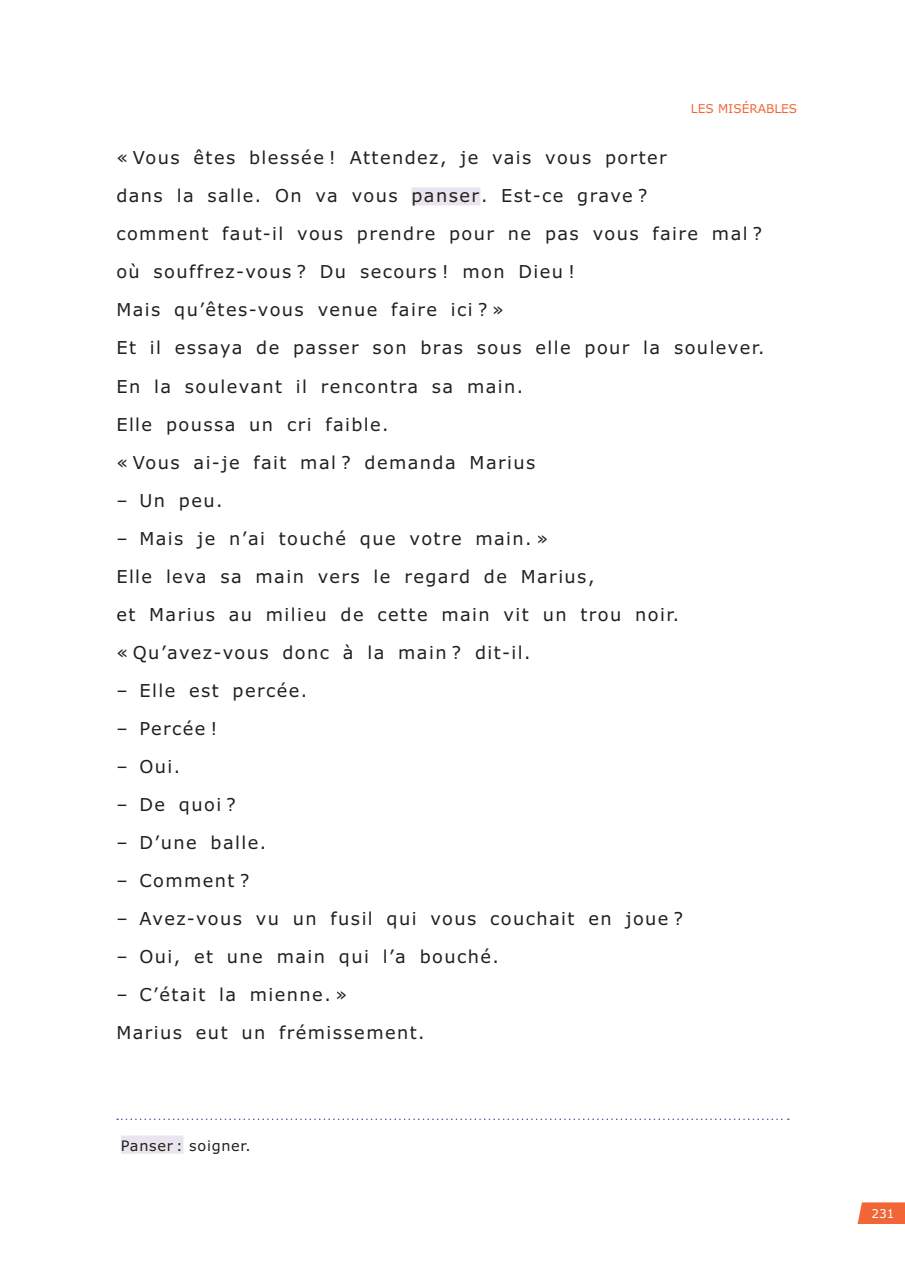 LES MISÉRABLES
« Vous êtes blessée ! Attendez, je vais vous porter
dans la salle. On va vous panser. Est-ce grave ?
comment faut-il vous prendre pour ne pas vous faire mal ?
où souffrez-vous ? Du secours ! mon Dieu !
Mais qu’êtes-vous venue faire ici ? »
Et il essaya de passer son bras sous elle pour la soulever.
En la soulevant il rencontra sa main.
Elle poussa un cri faible.
« Vous ai-je fait mal ? demanda Marius
– Un peu.
– Mais je n’ai touché que votre main. »
Elle leva sa main vers le regard de Marius,
et Marius au milieu de cette main vit un trou noir.
« Qu’avez-vous donc à la main ? dit-il.
– Elle est percée.
– Percée !
– Oui.
– De quoi ?
– D’une balle.
– Comment ?
– Avez-vous vu un fusil qui vous couchait en joue ?
– Oui, et une main qui l’a bouché.
– C’était la mienne. »
Marius eut un frémissement.
Panser : soigner.
231